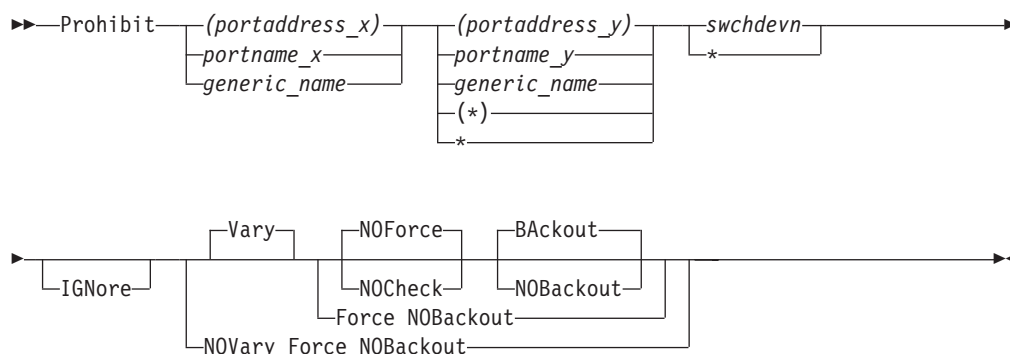 Prohibit (portaddress_x) (portaddress_y) swchdevn
portname_x portname_y *
generic_name generic_name
(*)
*
Vary NOForce BAckout
IGNore NOCheck NOBackout
Force NOBackout
NOVary Force NOBackout